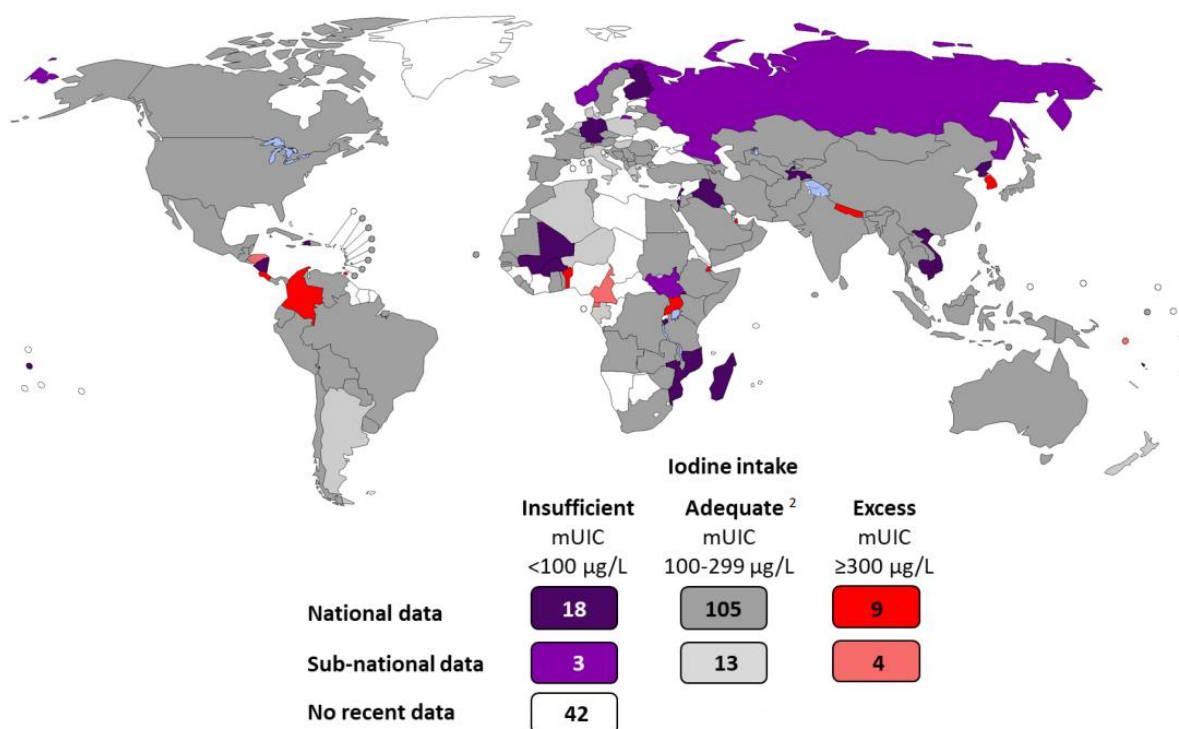 Iodine intake
Insufficient Adequate ² Excess
mUIC mUIC mUIC
<100 µg/L 100-299 µg/L ≥300 µg/L
National data 18 105 9
Sub-national data 3 13 4
No recent data 42